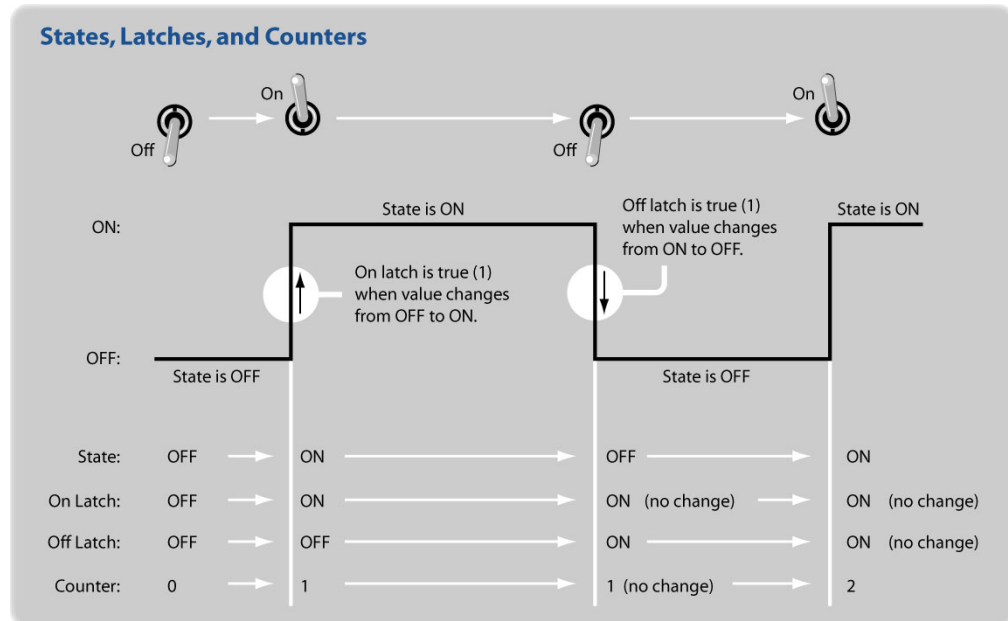 States, Latches, and Counters
On
On
Off
Off
ON:
State is ON
Off latch is true (1)
when value changes
from ON to OFF.
State is ON
On latch is true (1)
when value changes
from OFF to ON.
OFF:
State is OFF
State is OFF
State: OFF ON OFF ON
On Latch: OFF ON ON (no change) ON (no change)
Off Latch: OFF OFF ON ON (no change)
Counter: 0 1 1 (no change) 2